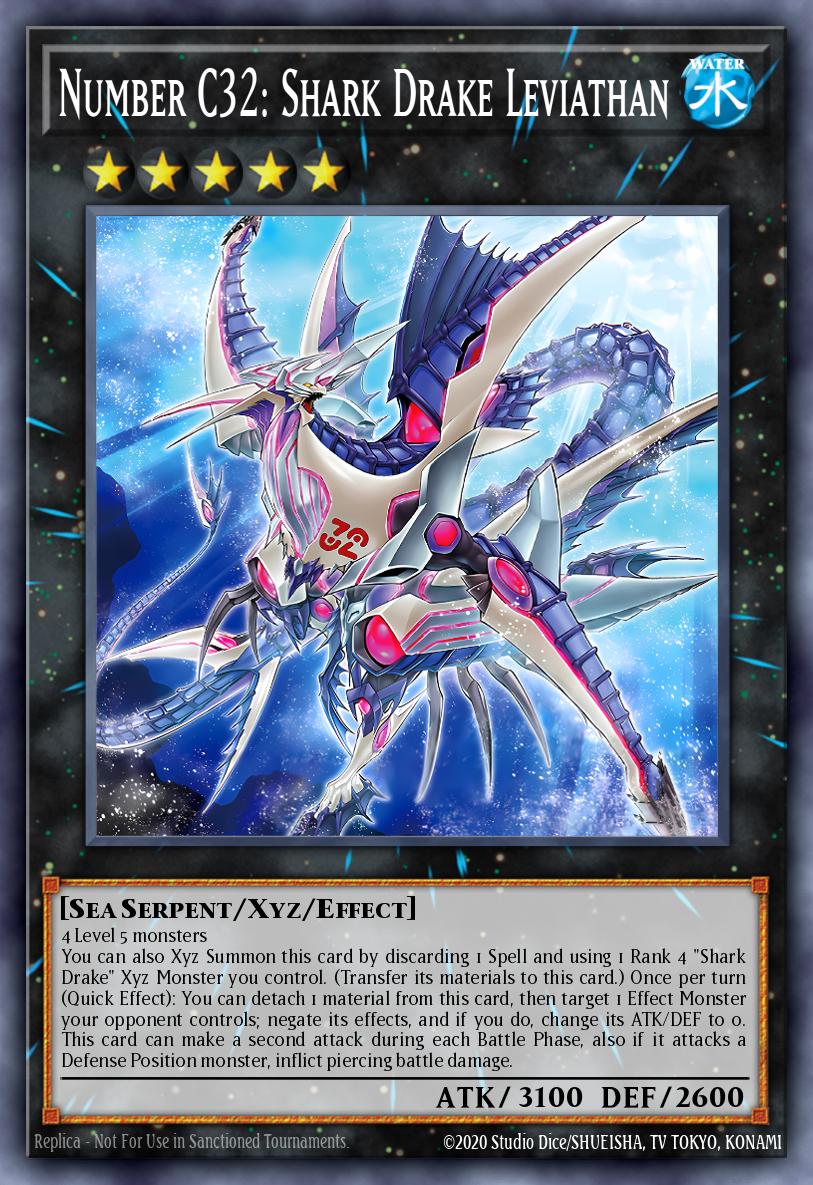 Number C32: Shark Drake Leviathan
WATER
水
32
[Sea Serpent/Xyz/Effect]
4 Level 5 monsters
You can also Xyz Summon this card by discarding 1 Spell and using 1 Rank 4 "Shark
Drake" Xyz Monster you control. (Transfer its materials to this card.) Once per turn
(Quick Effect): You can detach 1 material from this card, then target 1 Effect Monster
your opponent controls; negate its effects, and if you do, change its ATK/DEF to 0.
This card can make a second attack during each Battle Phase, also if it attacks a
Defense Position monster, inflict piercing battle damage.
ATK/ 3100 DEF/2600
Replica - Not For Use in Sanctioned Tournaments.
©2020 Studio Dice/SHUEISHA, TV TOKYO, KONAMI